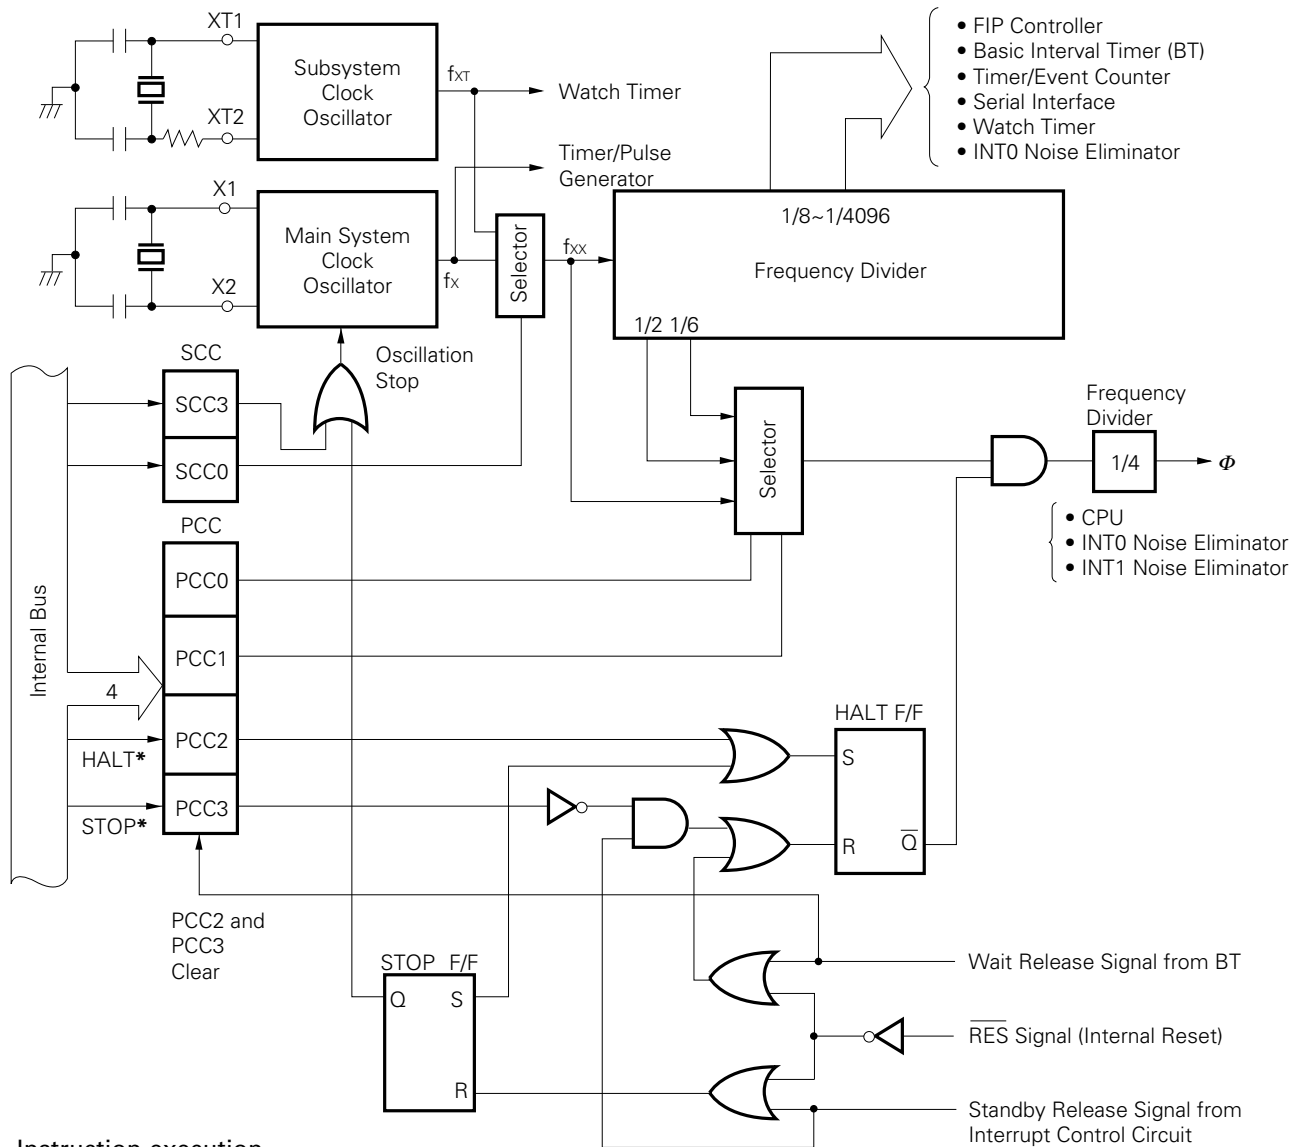 XT1
Subsystem
Clock
Oscillator
XT2
fXT
Watch Timer
• FIP Controller
• Basic Interval Timer (BT)
• Timer/Event Counter
• Serial Interface
• Watch Timer
• INT0 Noise Eliminator
Timer/Pulse
Generator
X1
Main System
Clock
Oscillator
X2
fX
Selector
fXX
1/8~1/4096
Frequency Divider
1/2 1/6
Oscillation
Stop
SCC
SCC3
SCC0
Selector
Frequency
Divider
1/4
Φ
• CPU
• INT0 Noise Eliminator
• INT1 Noise Eliminator
PCC
PCC0
PCC1
PCC2
PCC3
Internal Bus
4
HALT*
STOP*
HALT F/F
S
R
Q̅
PCC2 and
PCC3
Clear
STOP F/F
Q
S
R
Wait Release Signal from BT
R̅E̅S̅ Signal (Internal Reset)
Standby Release Signal from
Interrupt Control Circuit
Instruction execution